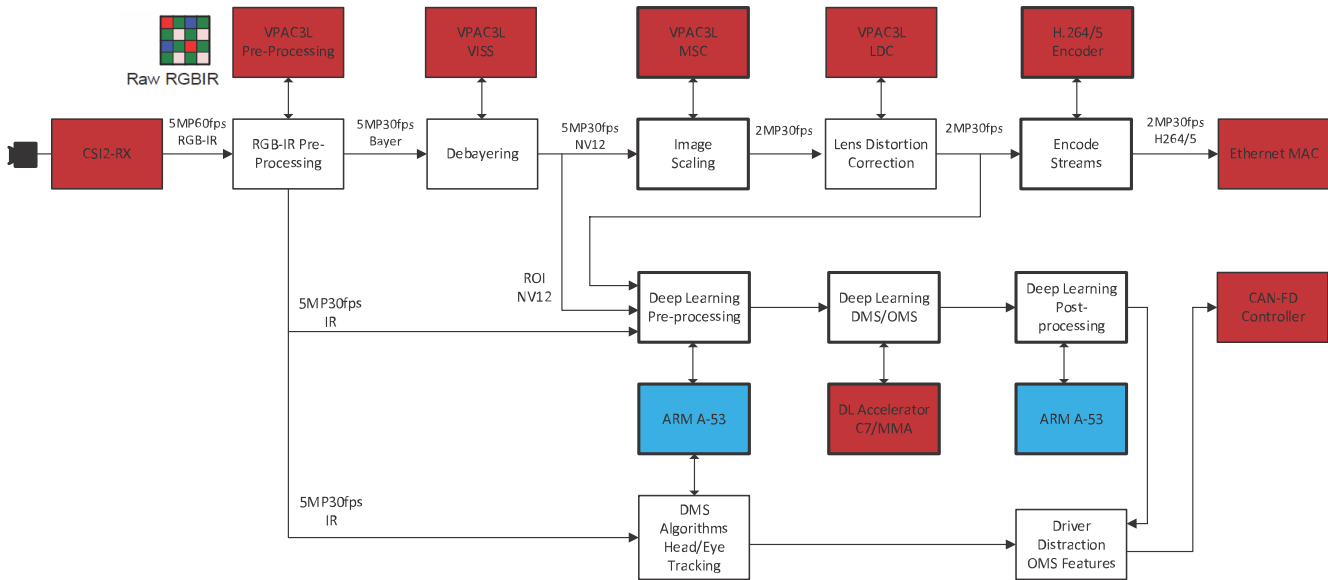 VPAC3L
Pre-Processing
VPAC3L
VISS
VPAC3L
MSC
VPAC3L
LDC
H.264/5
Encoder
Raw RGBIR
CSI2-RX
5MP60fps
RGB-IR
RGB-IR Pre-
Processing
5MP30fps
Bayer
Debayering
5MP30fps
NV12
Image
Scaling
2MP30fps
Lens Distortion
Correction
2MP30fps
Encode
Streams
2MP30fps
H264/5
Ethernet MAC
ROI
NV12
5MP30fps
IR
Deep Learning
Pre-processing
Deep Learning
DMS/OMS
Deep Learning
Post-
processing
CAN-FD
Controller
ARM A-53
DL Accelerator
C7/MMA
ARM A-53
5MP30fps
IR
DMS
Algorithms
Head/Eye
Tracking
Driver
Distraction
OMS Features